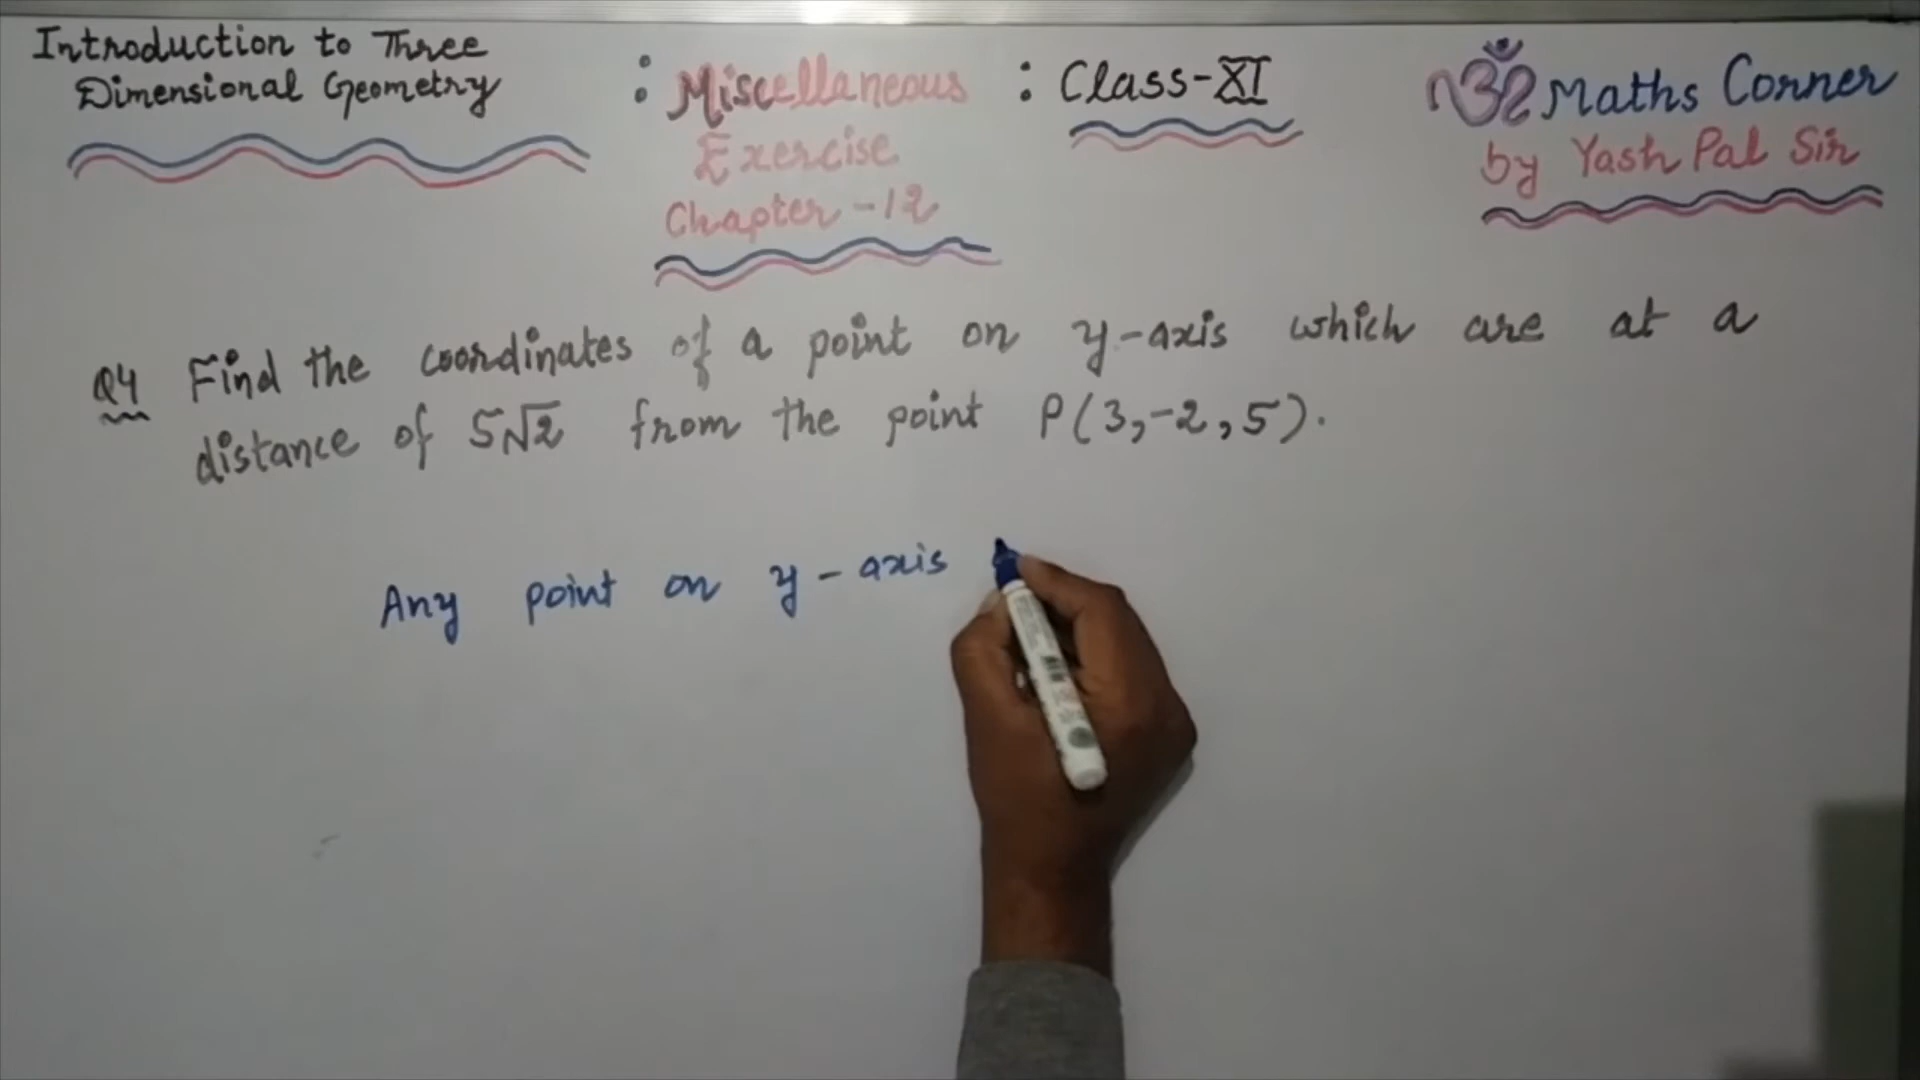 Introduction to Three
Dimensional Geometry
: Miscellaneous
Exercise
Chapter-12
: Class-XI
ॐ Maths Corner
by Yash Pal Sir
Q4 Find the coordinates of a point on y-axis which are at a
distance of 5√2 from the point P(3,-2,5).
Any point on y-axis